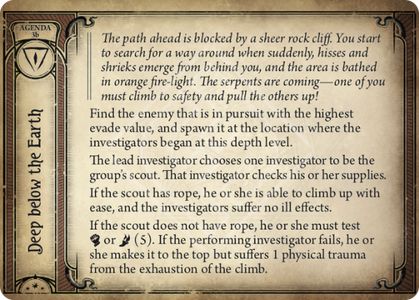 AGENDA
3b
Deep below the Earth
The path ahead is blocked by a sheer rock cliff. You start
to search for a way around when suddenly, hisses and
shrieks emerge from behind you, and the area is bathed
in orange fire-light. The serpents are coming—one of you
must climb to safety and pull the others up!
Find the enemy that is in pursuit with the highest
evade value, and spawn it at the location where the
investigators began at this depth level.
The lead investigator chooses one investigator to be the
group's scout. That investigator checks his or her supplies.
If the scout has rope, he or she is able to climb up with
ease, and the investigators suffer no ill effects.
If the scout does not have rope, he or she must test
or (5). If the performing investigator fails, he or
she makes it to the top but suffers 1 physical trauma
from the exhaustion of the climb.